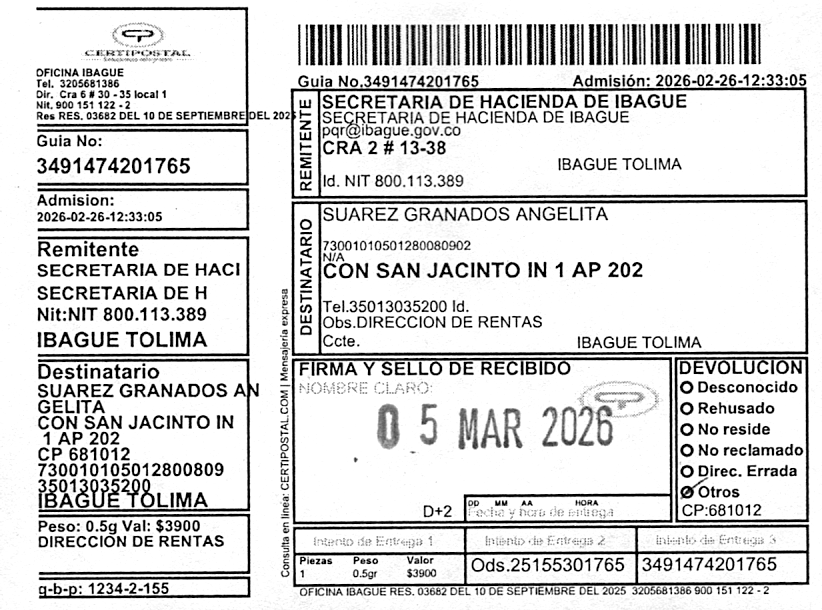 CERTIPOSTAL
OFICINA IBAGUE
Tel. 3205681386
Dir. Cra 6 # 30 - 35 local 1
Nit. 900 151 122 - 2
Res RES. 03682 DEL 10 DE SEPTIEMBRE DEL 2025
Guia No:
3491474201765
Admision:
2026-02-26-12:33:05
Remitente
SECRETARIA DE HACI
SECRETARIA DE H
Nit:NIT 800.113.389
IBAGUE TOLIMA
Destinatario
SUAREZ GRANADOS AN
GELITA
CON SAN JACINTO IN
1 AP 202
CP 681012
730010105012800809
35013035200
IBAGUE TOLIMA
Peso: 0.5g Val: $3900
DIRECCIÓN DE RENTAS
g-b-p: 1234-2-155
Consulta en linea: CERTIPOSTAL.COM | Mensajería expresa
Guia No.3491474201765 Admisión: 2026-02-26-12:33:05
REMITENTE
SECRETARIA DE HACIENDA DE IBAGUE
SECRETARIA DE HACIENDA DE IBAGUE
pqr@ibague.gov.co
CRA 2 # 13-38
IBAGUE TOLIMA
Id. NIT 800.113.389
DESTINATARIO
SUAREZ GRANADOS ANGELITA
73001010501280080902
N/A
CON SAN JACINTO IN 1 AP 202
Tel.35013035200 Id.
Obs.DIRECCION DE RENTAS
Ccte. IBAGUE TOLIMA
FIRMA Y SELLO DE RECIBIDO
NOMBRE CLARO:
05 MAR 2026
D+2
DD MM AA HORA
Fecha y hora de entrega
DEVOLUCION
Desconocido
Rehusado
No reside
No reclamado
Direc. Errada
Otros
CP:681012
Intento de Entrega 1 Intento de Entrega 2 Intento de Entrega 3
Piezas Peso Valor
1 0.5gr $3900
Ods.25155301765 3491474201765
OFICINA IBAGUE RES. 03682 DEL 10 DE SEPTIEMBRE DEL 2025 3205681386 900 151 122 - 2